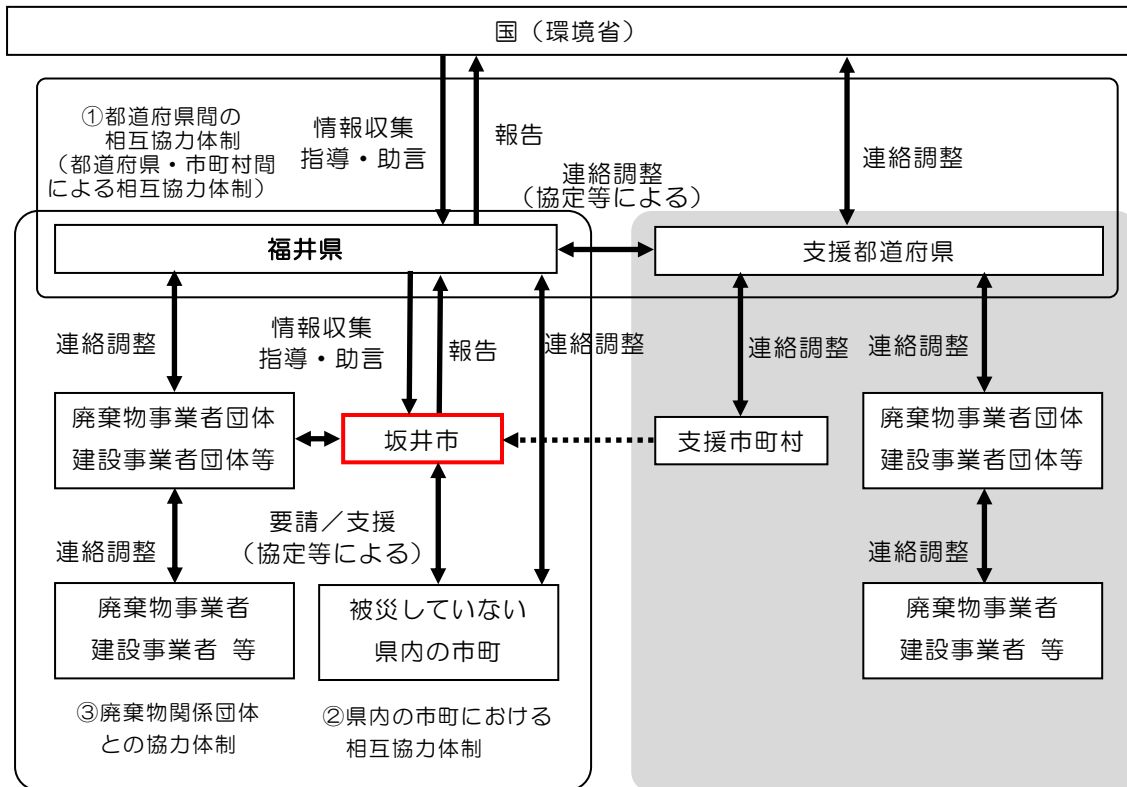 国（環境省）
①都道府県間の
相互協力体制
（都道府県・市町村間
による相互協力体制）
情報収集
指導・助言
報告
連絡調整
（協定等による）
連絡調整
福井県
支援都道府県
連絡調整
情報収集
指導・助言
報告
連絡調整
連絡調整
連絡調整
廃棄物事業者団体
建設事業者団体等
坂井市
支援市町村
廃棄物事業者団体
建設事業者団体等
連絡調整
要請／支援
（協定等による）
連絡調整
廃棄物事業者
建設事業者 等
被災していない
県内の市町
廃棄物事業者
建設事業者 等
③廃棄物関係団体
との協力体制
②県内の市町における
相互協力体制